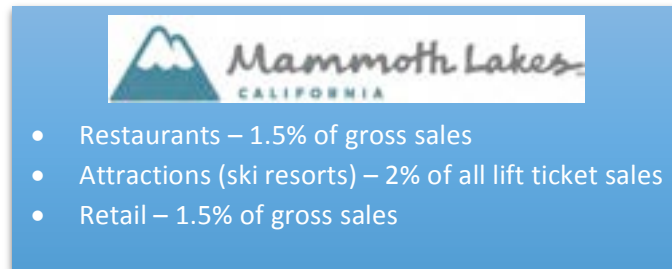 Mammoth Lakes
CALIFORNIA
• Restaurants – 1.5% of gross sales
• Attractions (ski resorts) – 2% of all lift ticket sales
• Retail – 1.5% of gross sales